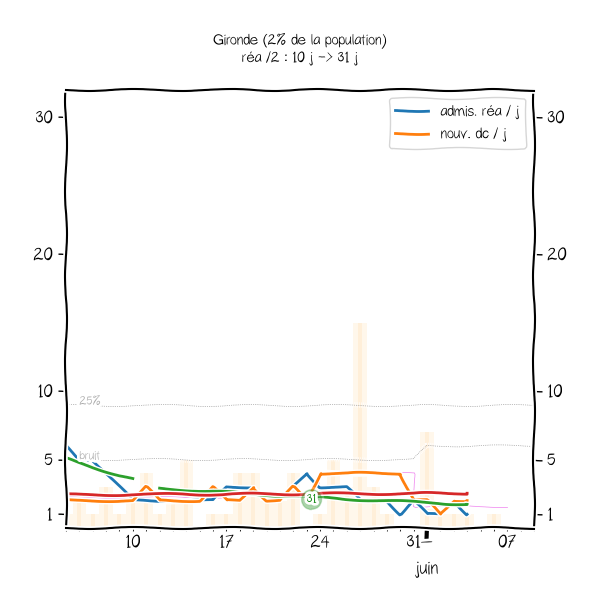 Gironde (2% de la population)
réa /2 : 10 j -> 31 j
admis. réa / j
nouv. dc / j
30
30
20
20
10
10
25%
bruit
5
5
31
1
1
10
17
24
31
07
juin